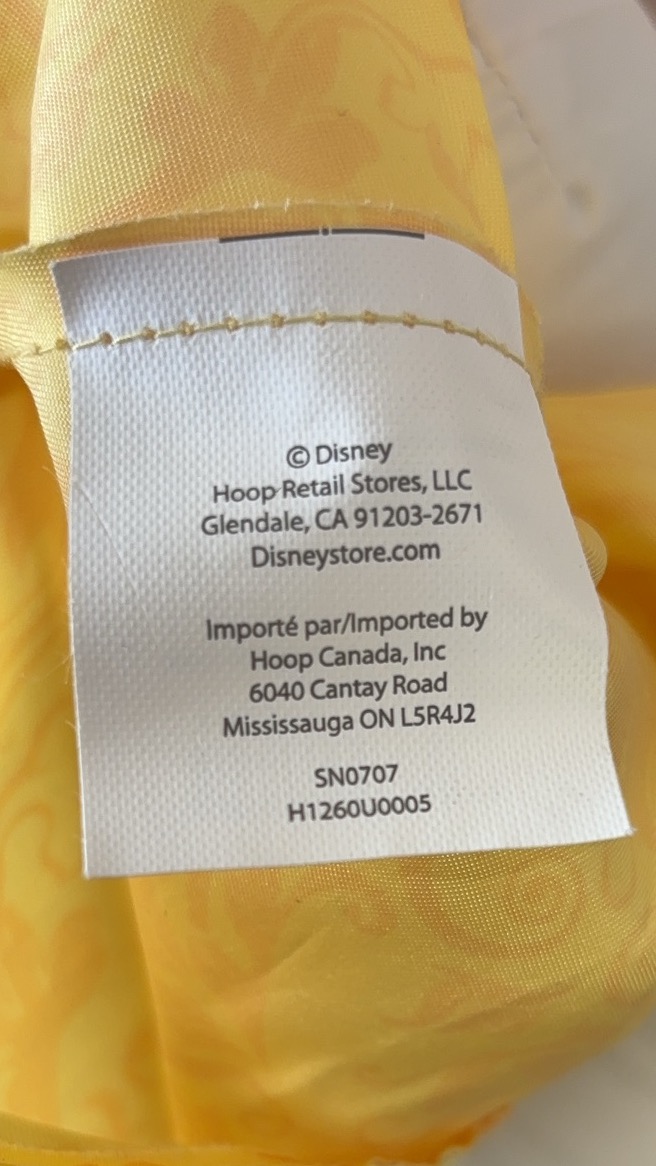 © Disney
Hoop Retail Stores, LLC
Glendale, CA 91203-2671
Disneystore.com
Importé par/Imported by
Hoop Canada, Inc
6040 Cantay Road
Mississauga ON L5R4J2
SN0707
H1260U0005